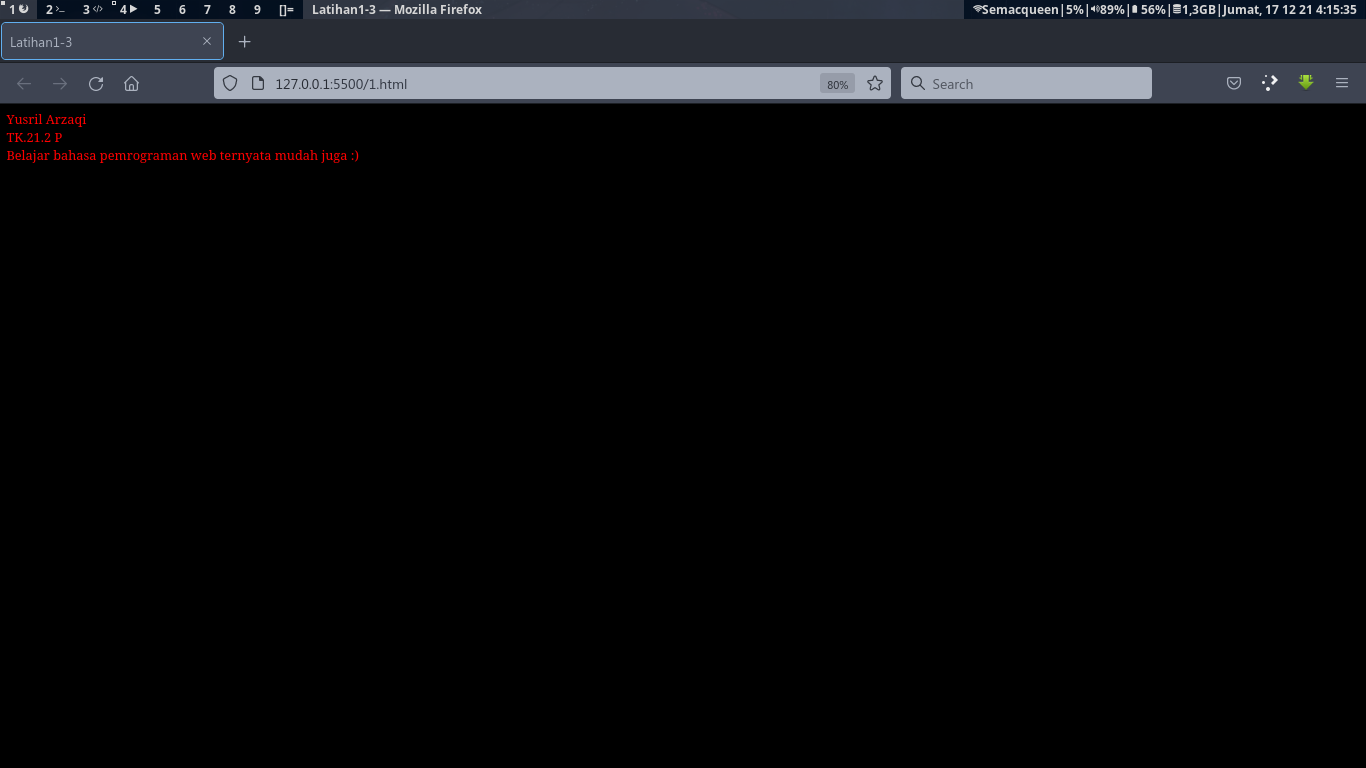 1 2 3 4 5 6 7 8 9 []= Latihan1-3 — Mozilla Firefox Semacqueen|5%|89%|56%|1,3GB|Jumat, 17 12 21 4:15:35
Latihan1-3
127.0.0.1:5500/1.html 80% Search
Yusril Arzaqi
TK.21,2 P
Belajar bahasa pemrograman web ternyata mudah juga :)